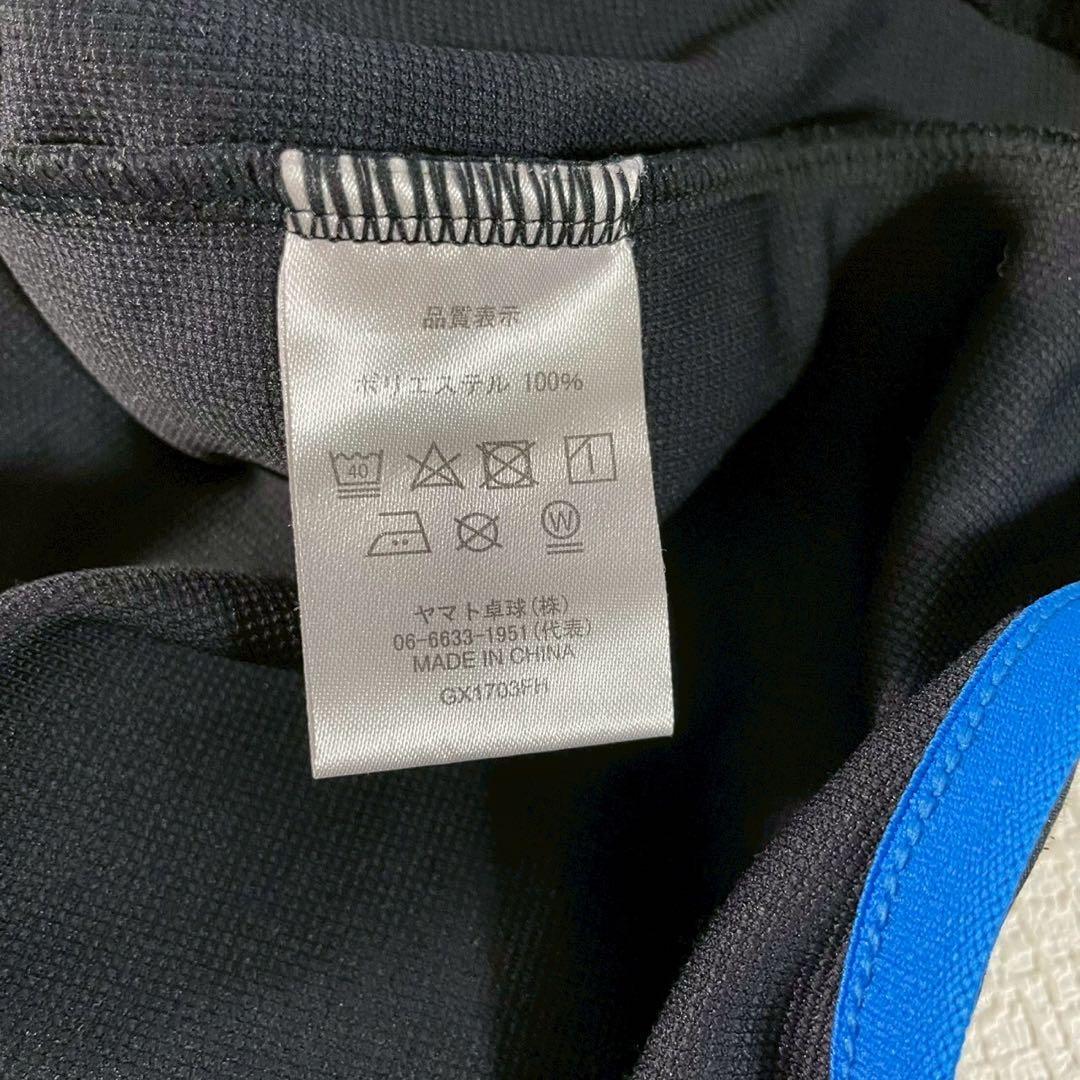 品質表示
ポリエステル 100%
40
W
ヤマト卓球(株)
06-6633-1951(代表)
MADE IN CHINA
GX1703FH